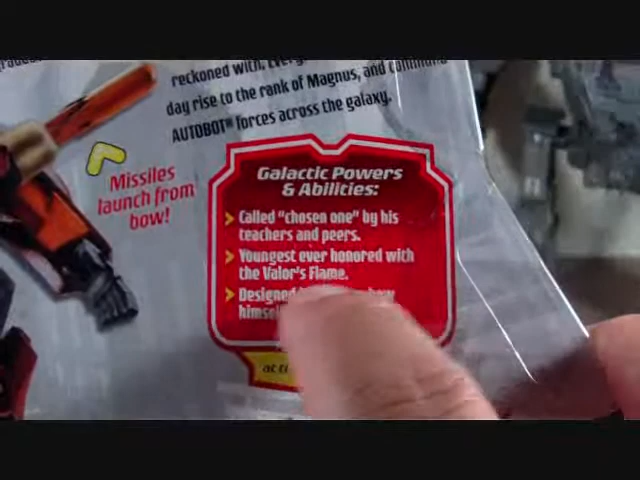 reckoned with. Every
day rise to the rank of Magnus, and command
AUTOBOT® forces across the galaxy.
Missiles
launch from
bow!
Galactic Powers
& Abilities:
Called "chosen one" by his
teachers and peers.
Youngest ever honored with
the Valor's Flame.
Designed